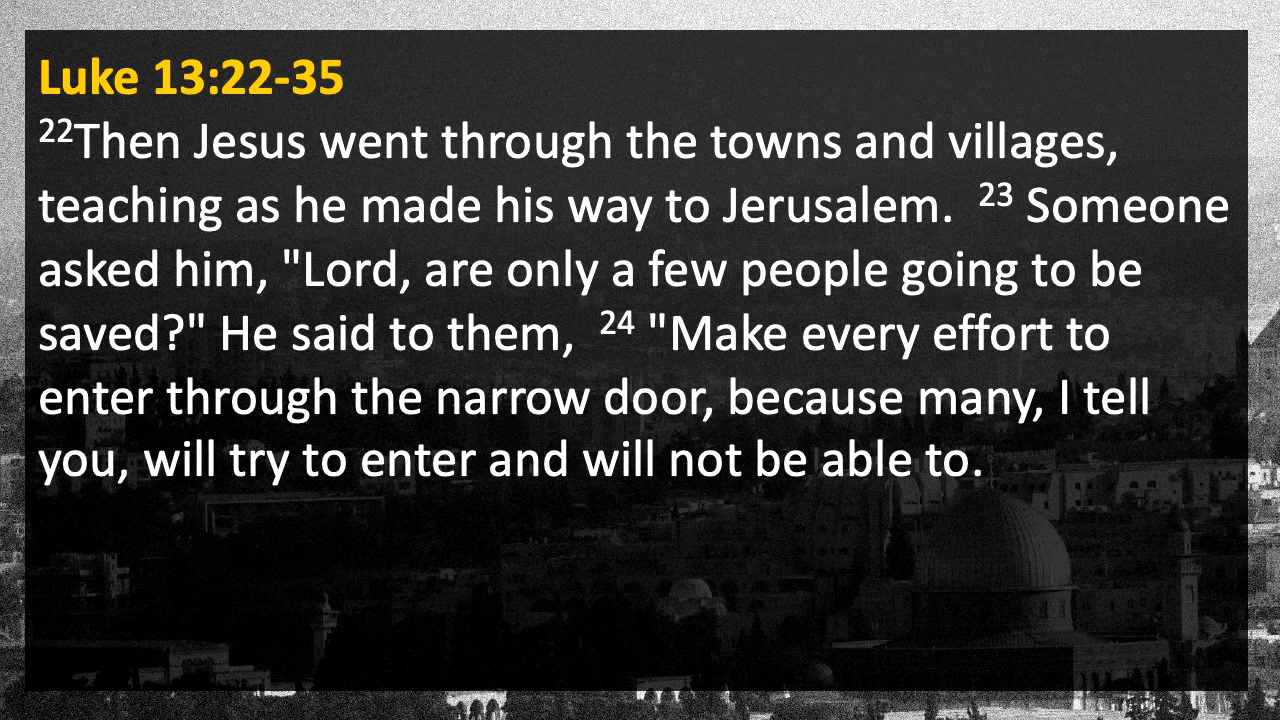 Luke 13:22-35
22Then Jesus went through the towns and villages,
teaching as he made his way to Jerusalem.  23 Someone
asked him, "Lord, are only a few people going to be
saved?" He said to them,  24 "Make every effort to
enter through the narrow door, because many, I tell
you, will try to enter and will not be able to.